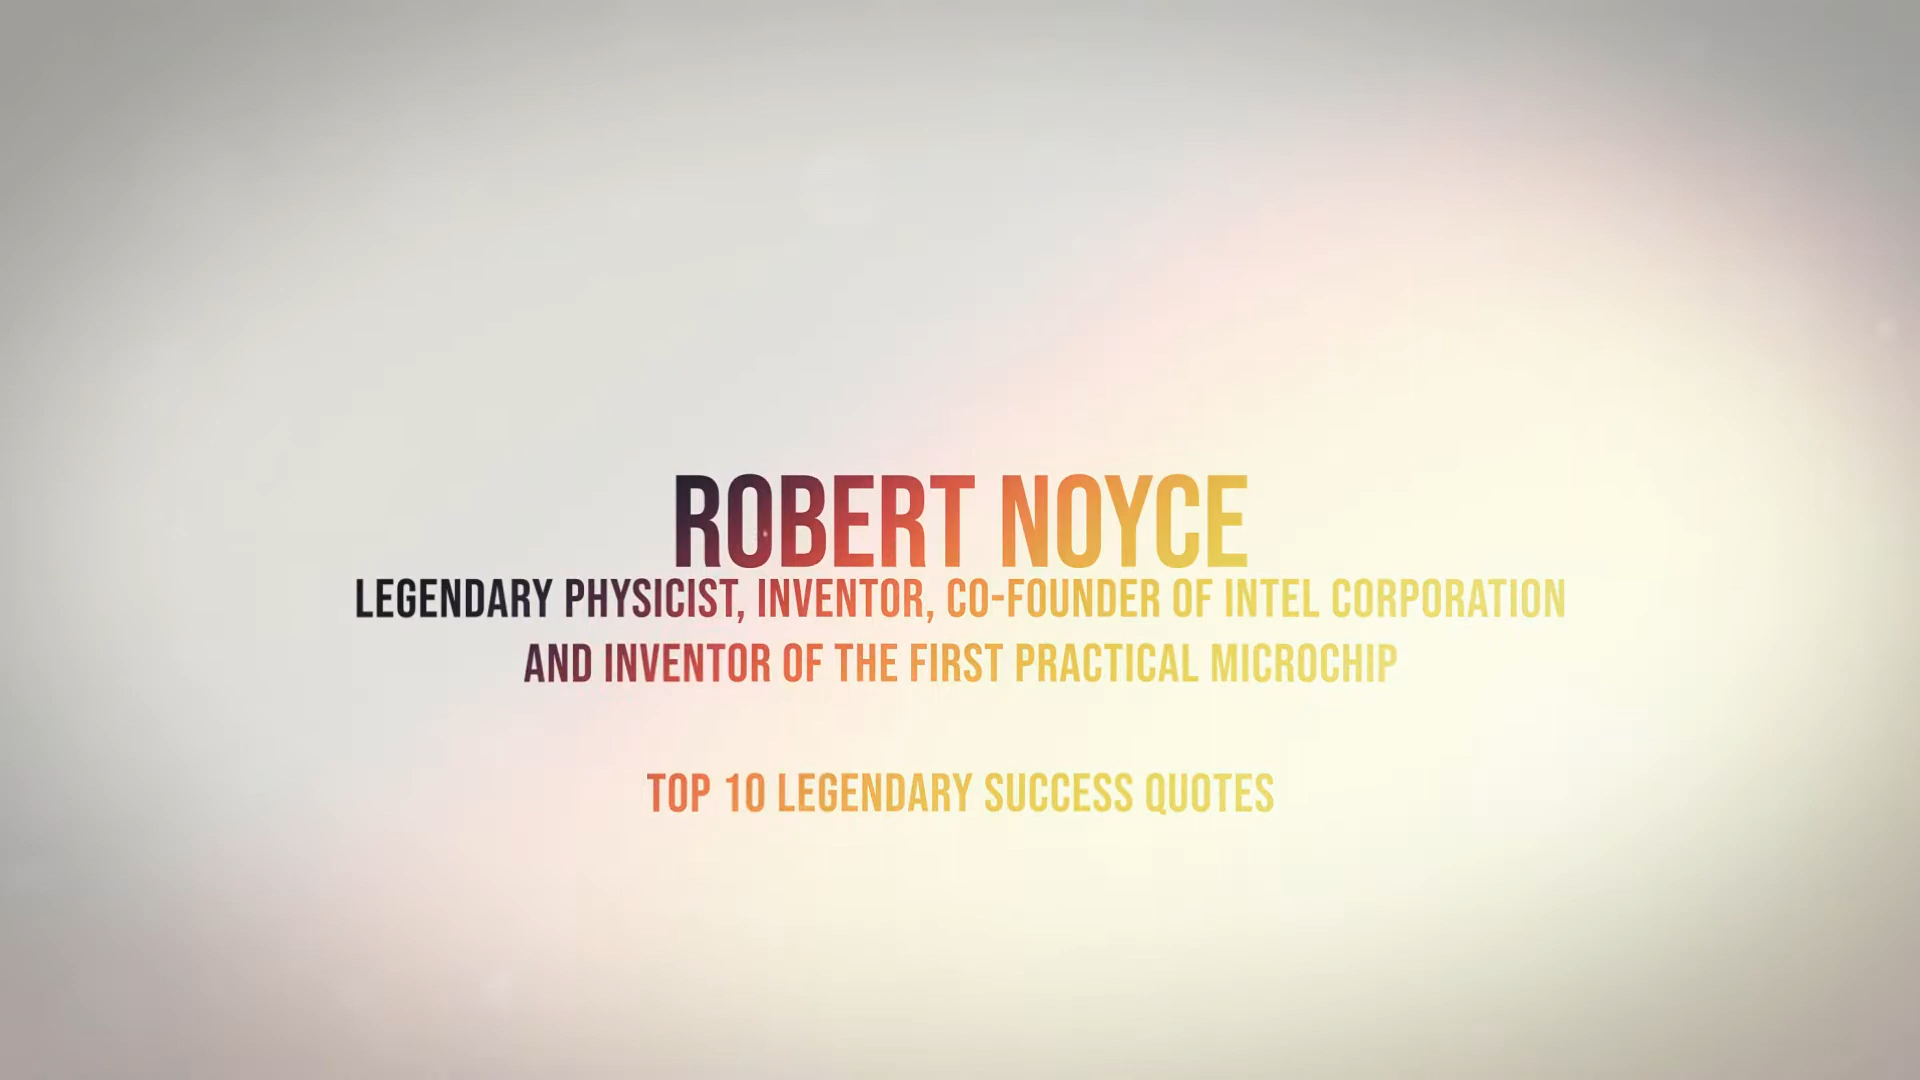 ROBERT NOYCE
LEGENDARY PHYSICIST, INVENTOR, CO-FOUNDER OF INTEL CORPORATION
AND INVENTOR OF THE FIRST PRACTICAL MICROCHIP
TOP 10 LEGENDARY SUCCESS QUOTES